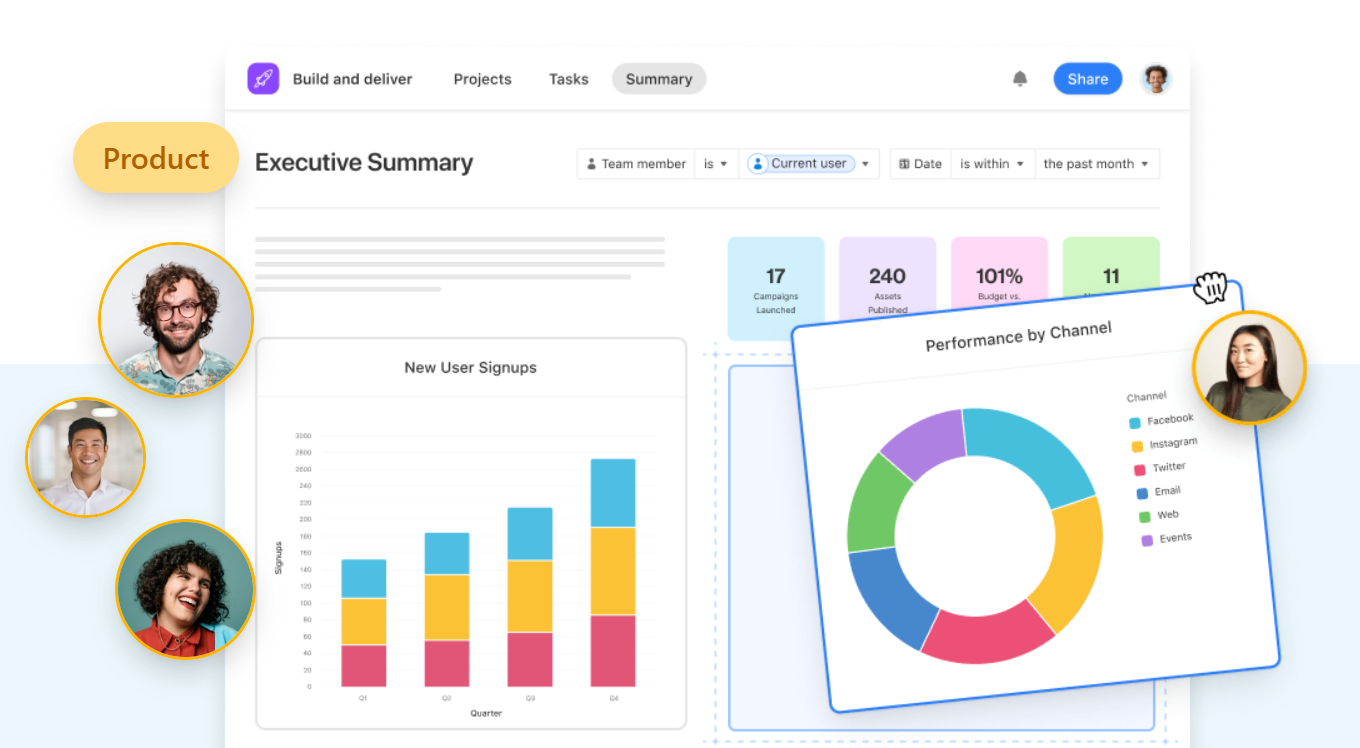 Build and deliver
Projects
Tasks
Summary
Share
Product
Executive Summary
Team member
is
Current user
Date
is within
the past month
17
Campaigns
Launched
240
Assets
Published
101%
Budget vs.
11
New User Signups
3000
2800
2600
240
220
200
180
160
140
120
100
80
60
40
20
0
Signups
Q1
Q2
Q3
Q4
Quarter
Performance by Channel
Channel
Facebook
Instagram
Twitter
Email
Web
Events